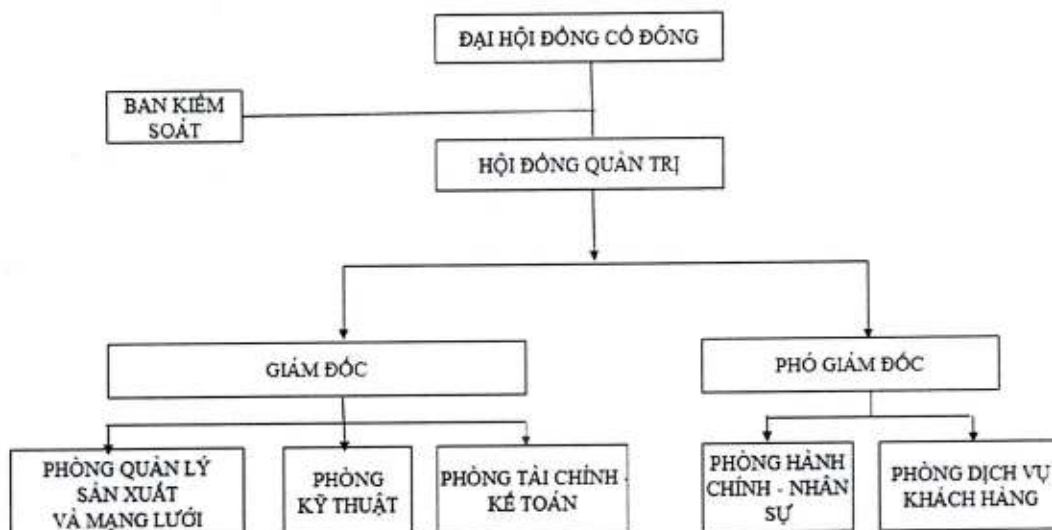 ĐẠI HỘI ĐỒNG CỔ ĐÔNG
BAN KIỂM
SOÁT
HỘI ĐỒNG QUẢN TRỊ
GIÁM ĐỐC
PHÓ GIÁM ĐỐC
PHÒNG QUẢN LÝ
SẢN XUẤT
VÀ MẠNG LƯỚI
PHÒNG
KỸ THUẬT
PHÒNG TÀI CHÍNH -
KẾ TOÁN
PHÒNG HÀNH
CHÍNH - NHÂN
SỰ
PHÒNG DỊCH VỤ
KHÁCH HÀNG